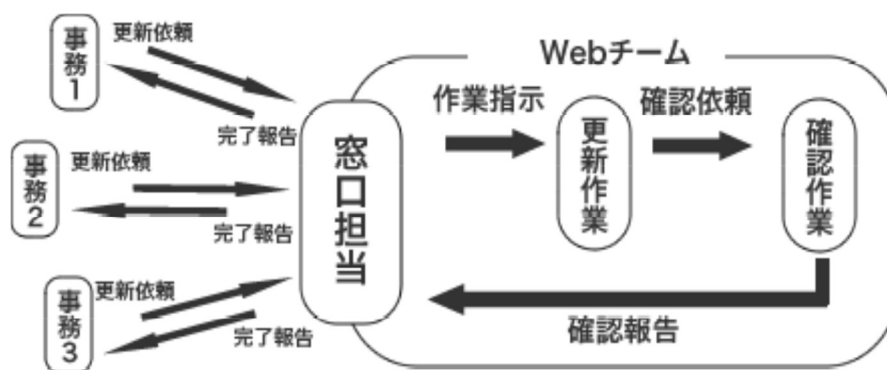 事務1
更新依頼
完了報告
事務2
更新依頼
完了報告
事務3
更新依頼
完了報告
窓口担当
Webチーム
作業指示
更新作業
確認依頼
確認作業
確認報告